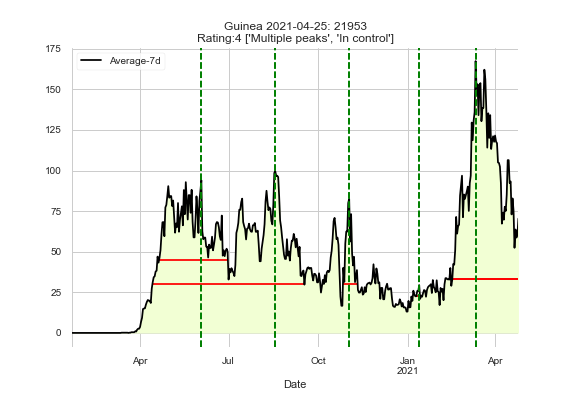 Guinea 2021-04-25: 21953
Rating:4 ['Multiple peaks', 'In control']
175
150
125
100
75
50
25
0
Average-7d
Apr
Jul
Oct
Jan
2021
Apr
Date